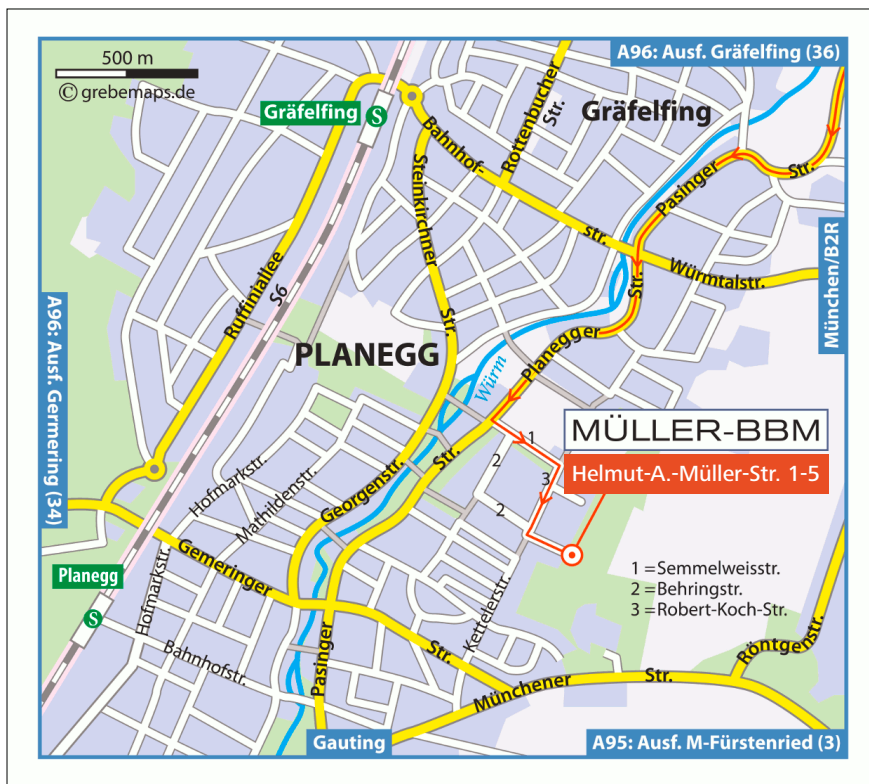 A96: Ausf. Gräfelfing (36)
500 m
© grebemaps.de
Gräfelfing
S
Gräfelfing
Rottenbucher
Str.
Bahnhof-
str.
Steinkirchner
Str.
Pasinger
Str.
Str.
Würmtalstr.
München/B2R
Ruffiniallee
S6
A96: Ausf. Germering (34)
PLANEGG
Planegger
Würm
MÜLLER-BBM
Helmut-A.-Müller-Str. 1-5
1
2
3
2
Hofmarkstr.
Mathildenstr.
Georgenstr.
Str.
Gemeringer
Str.
Planegg
S
Hofmarkstr.
Bahnhofstr.
Pasinger
Kettelerstr.
1 =Semmelweisstr.
2 =Behringstr.
3 =Robert-Koch-Str.
Röntgenstr.
Münchener
Str.
Gauting
A95: Ausf. M-Fürstenried (3)